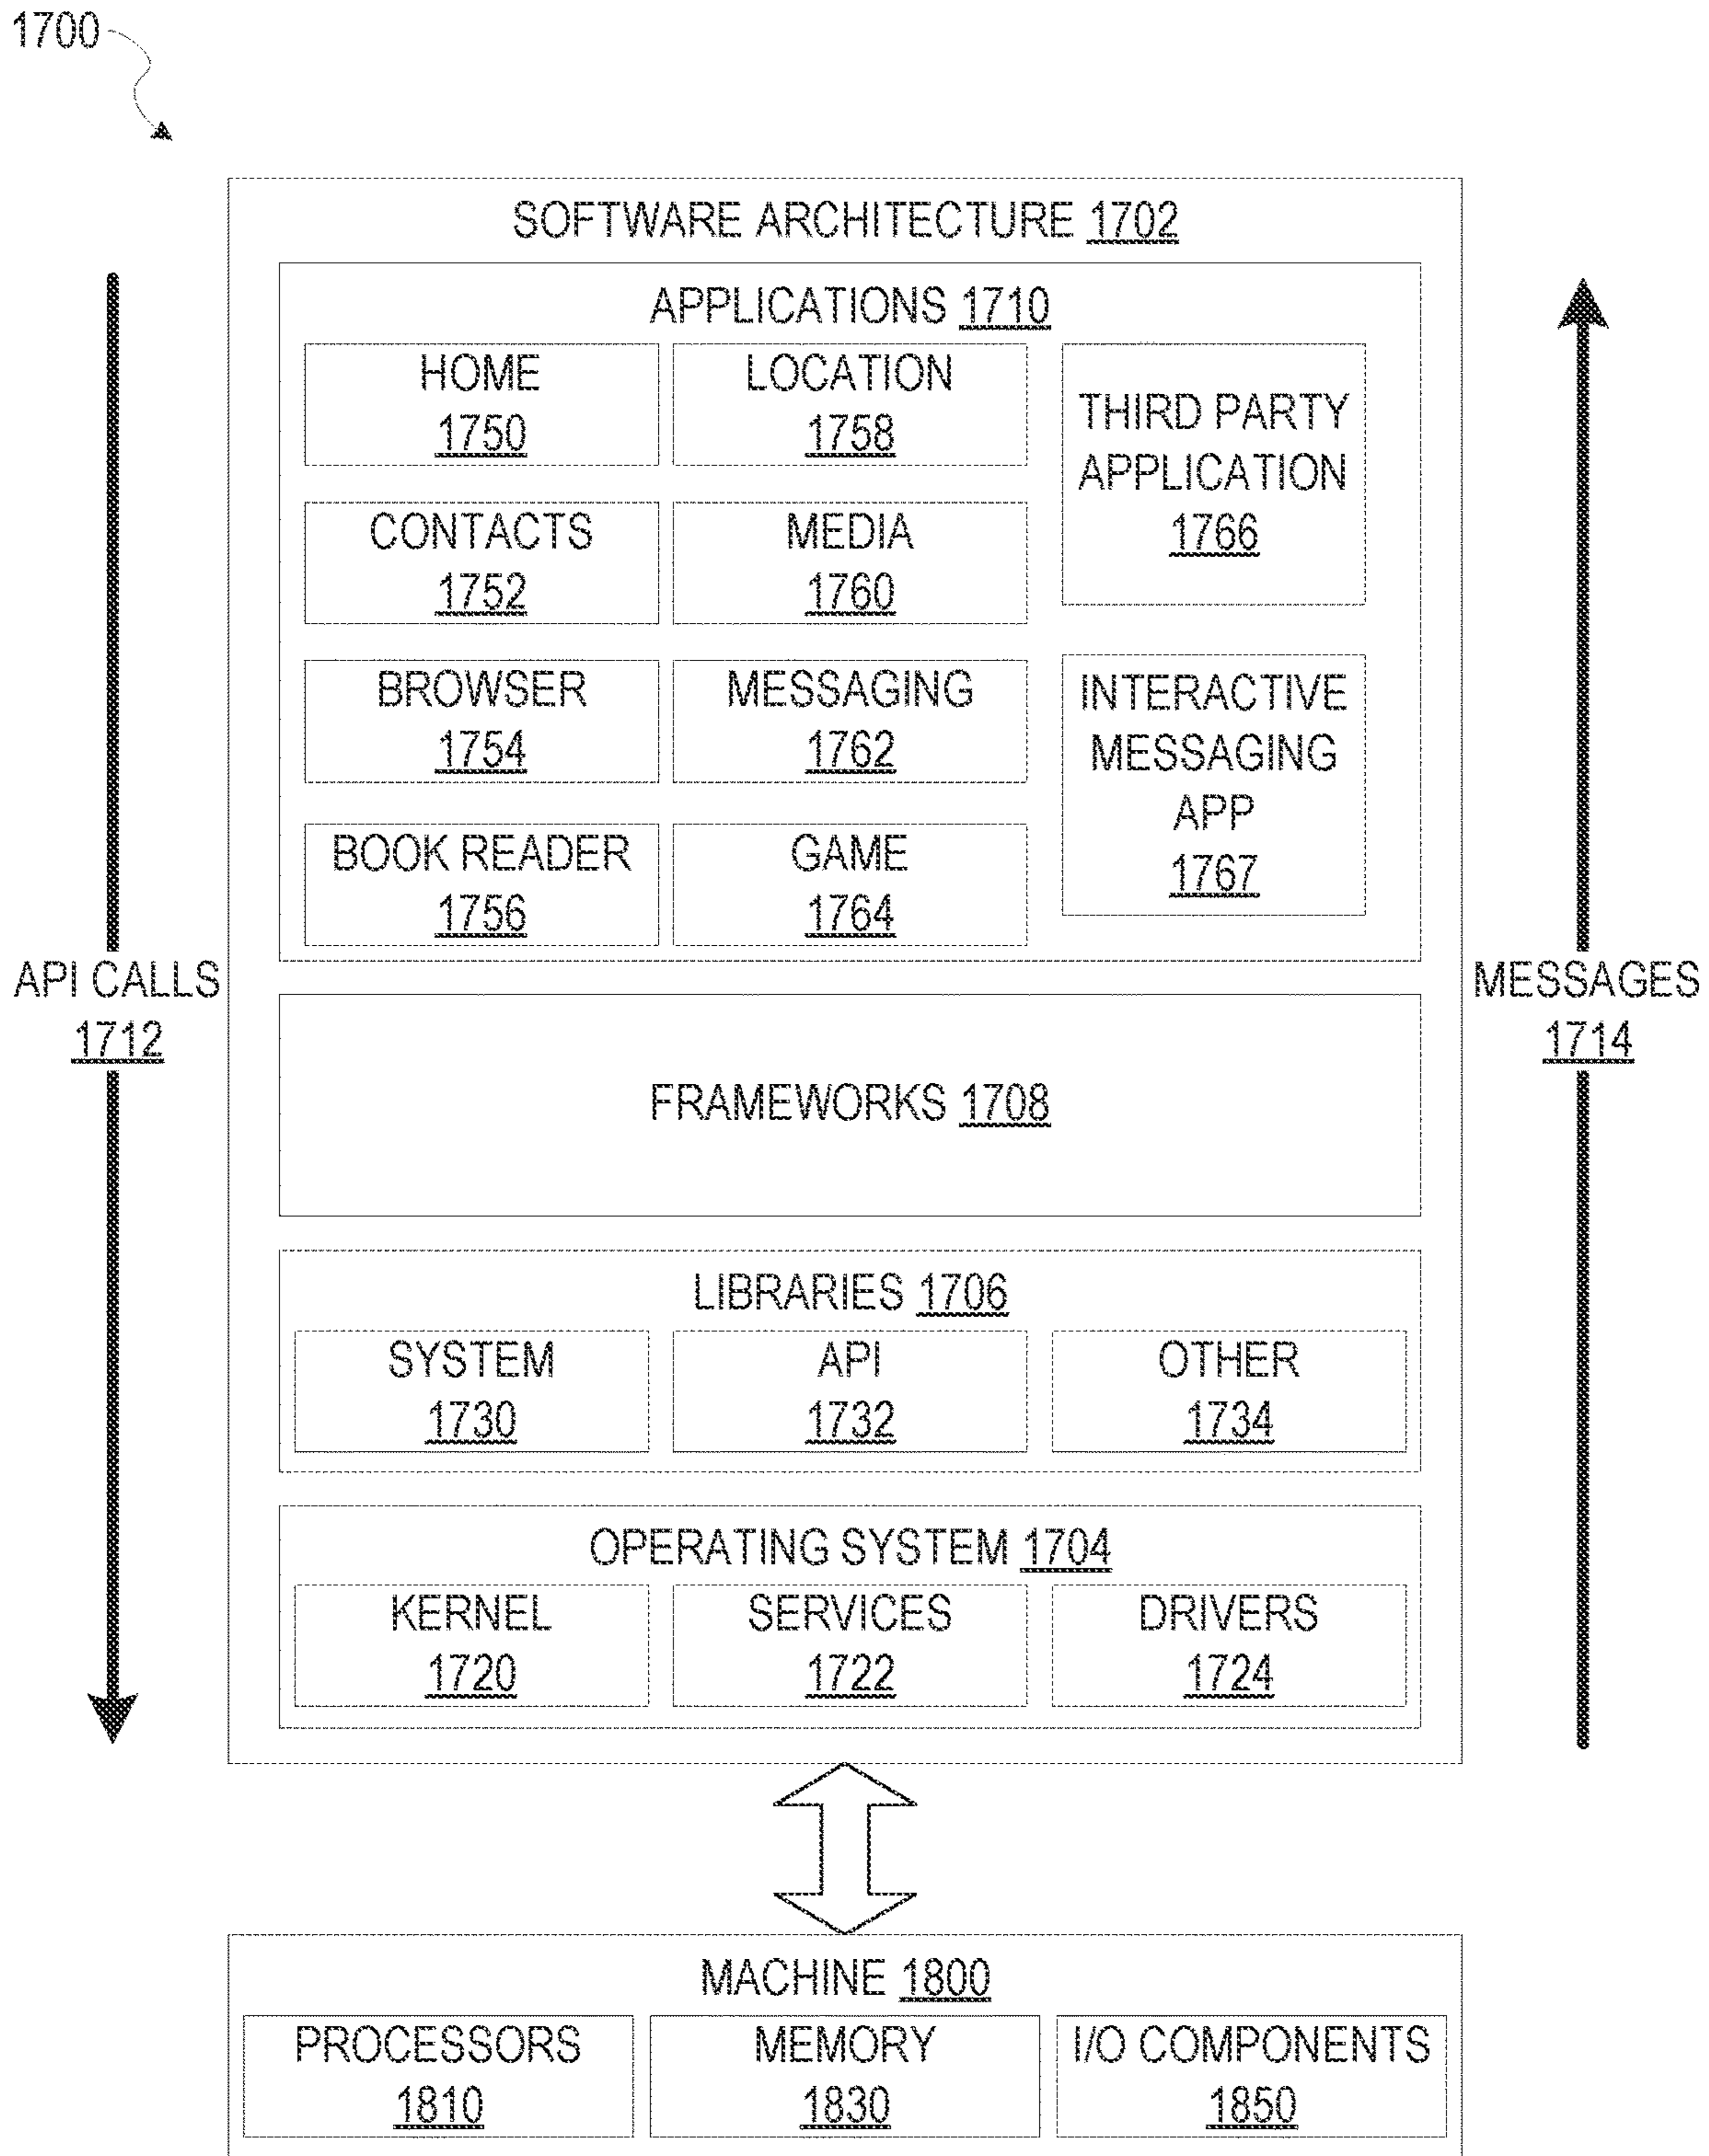 1700
SOFTWARE ARCHITECTURE 1702
APPLICATIONS 1710
HOME
1750
LOCATION
1758
THIRD PARTY
APPLICATION
1766
CONTACTS
1752
MEDIA
1760
BROWSER
1754
MESSAGING
1762
INTERACTIVE
MESSAGING
APP
1767
BOOK READER
1756
GAME
1764
API CALLS
1712
MESSAGES
1714
FRAMEWORKS 1708
LIBRARIES 1706
SYSTEM
1730
API
1732
OTHER
1734
OPERATING SYSTEM 1704
KERNEL
1720
SERVICES
1722
DRIVERS
1724
MACHINE 1800
PROCESSORS
1810
MEMORY
1830
I/O COMPONENTS
1850